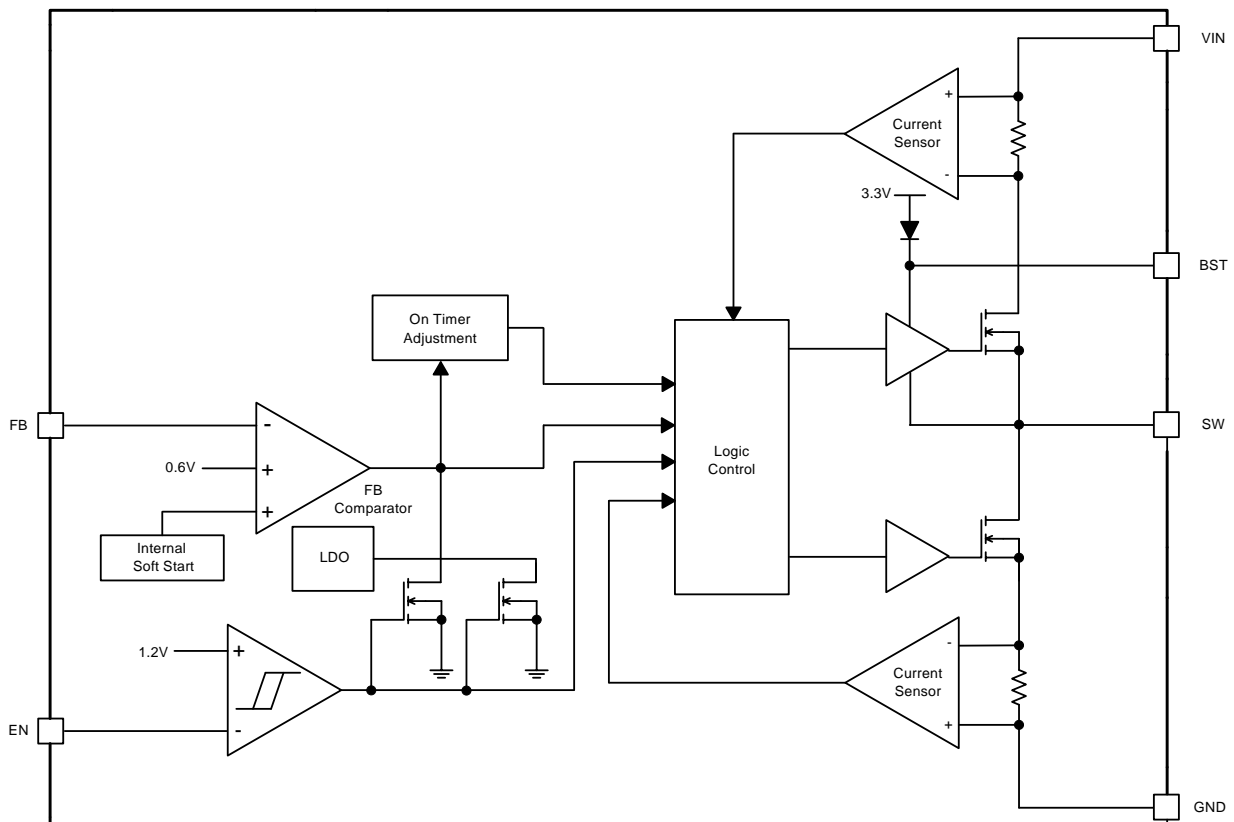 VIN
+
Current
Sensor
-
3.3V
BST
On Timer
Adjustment
FB
-
SW
0.6V
+
Logic
Control
FB
Comparator
+
Internal
Soft Start
LDO
1.2V
+
-
Current
Sensor
EN
-
+
GND